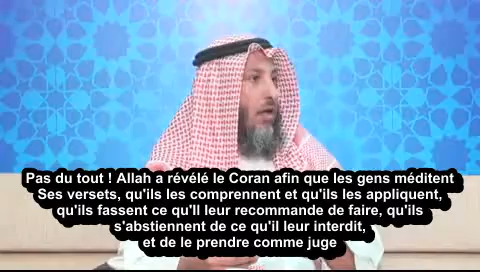 Pas du tout ! Allah a révélé le Coran afin que les gens méditent
Ses versets, qu'ils les comprennent et qu'ils les appliquent,
qu'ils fassent ce qu'Il leur recommande de faire, qu'ils
s'abstiennent de ce qu'il leur interdit,
et de le prendre comme juge